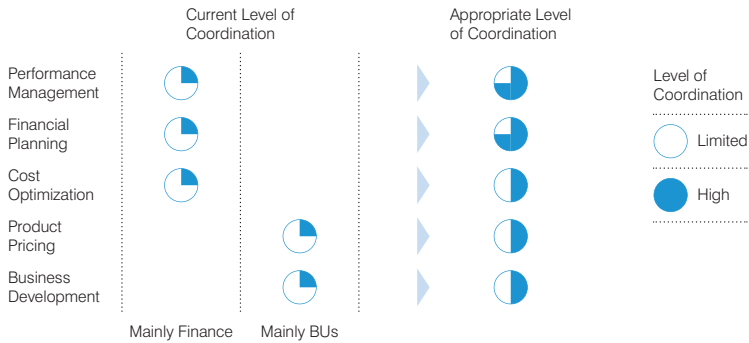 Current Level of
Coordination
Appropriate Level
of Coordination
Performance
Management
Financial
Planning
Cost
Optimization
Product
Pricing
Business
Development
Mainly Finance
Mainly BUs
Level of
Coordination
Limited
High